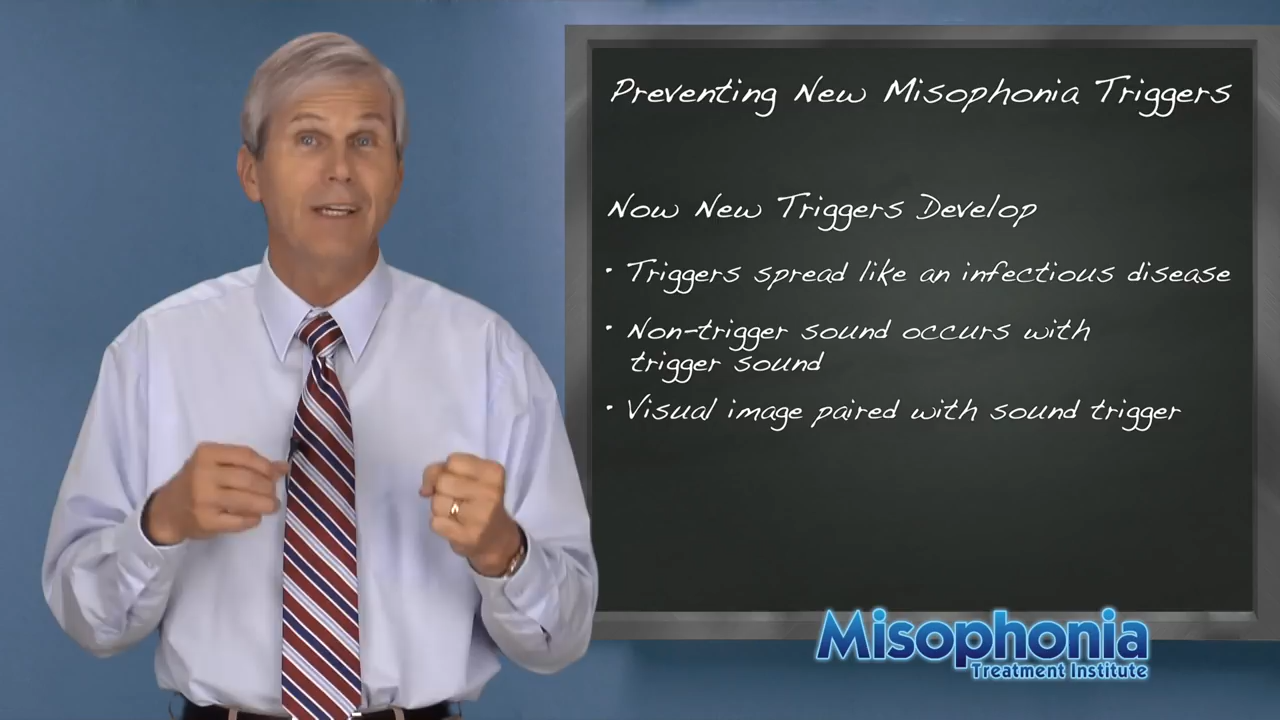 Preventing New Misophonia Triggers
Now New Triggers Develop
• Triggers spread like an infectious disease
• Non-trigger sound occurs with
trigger sound
• Visual image paired with sound trigger
Misophonia
Treatment Institute